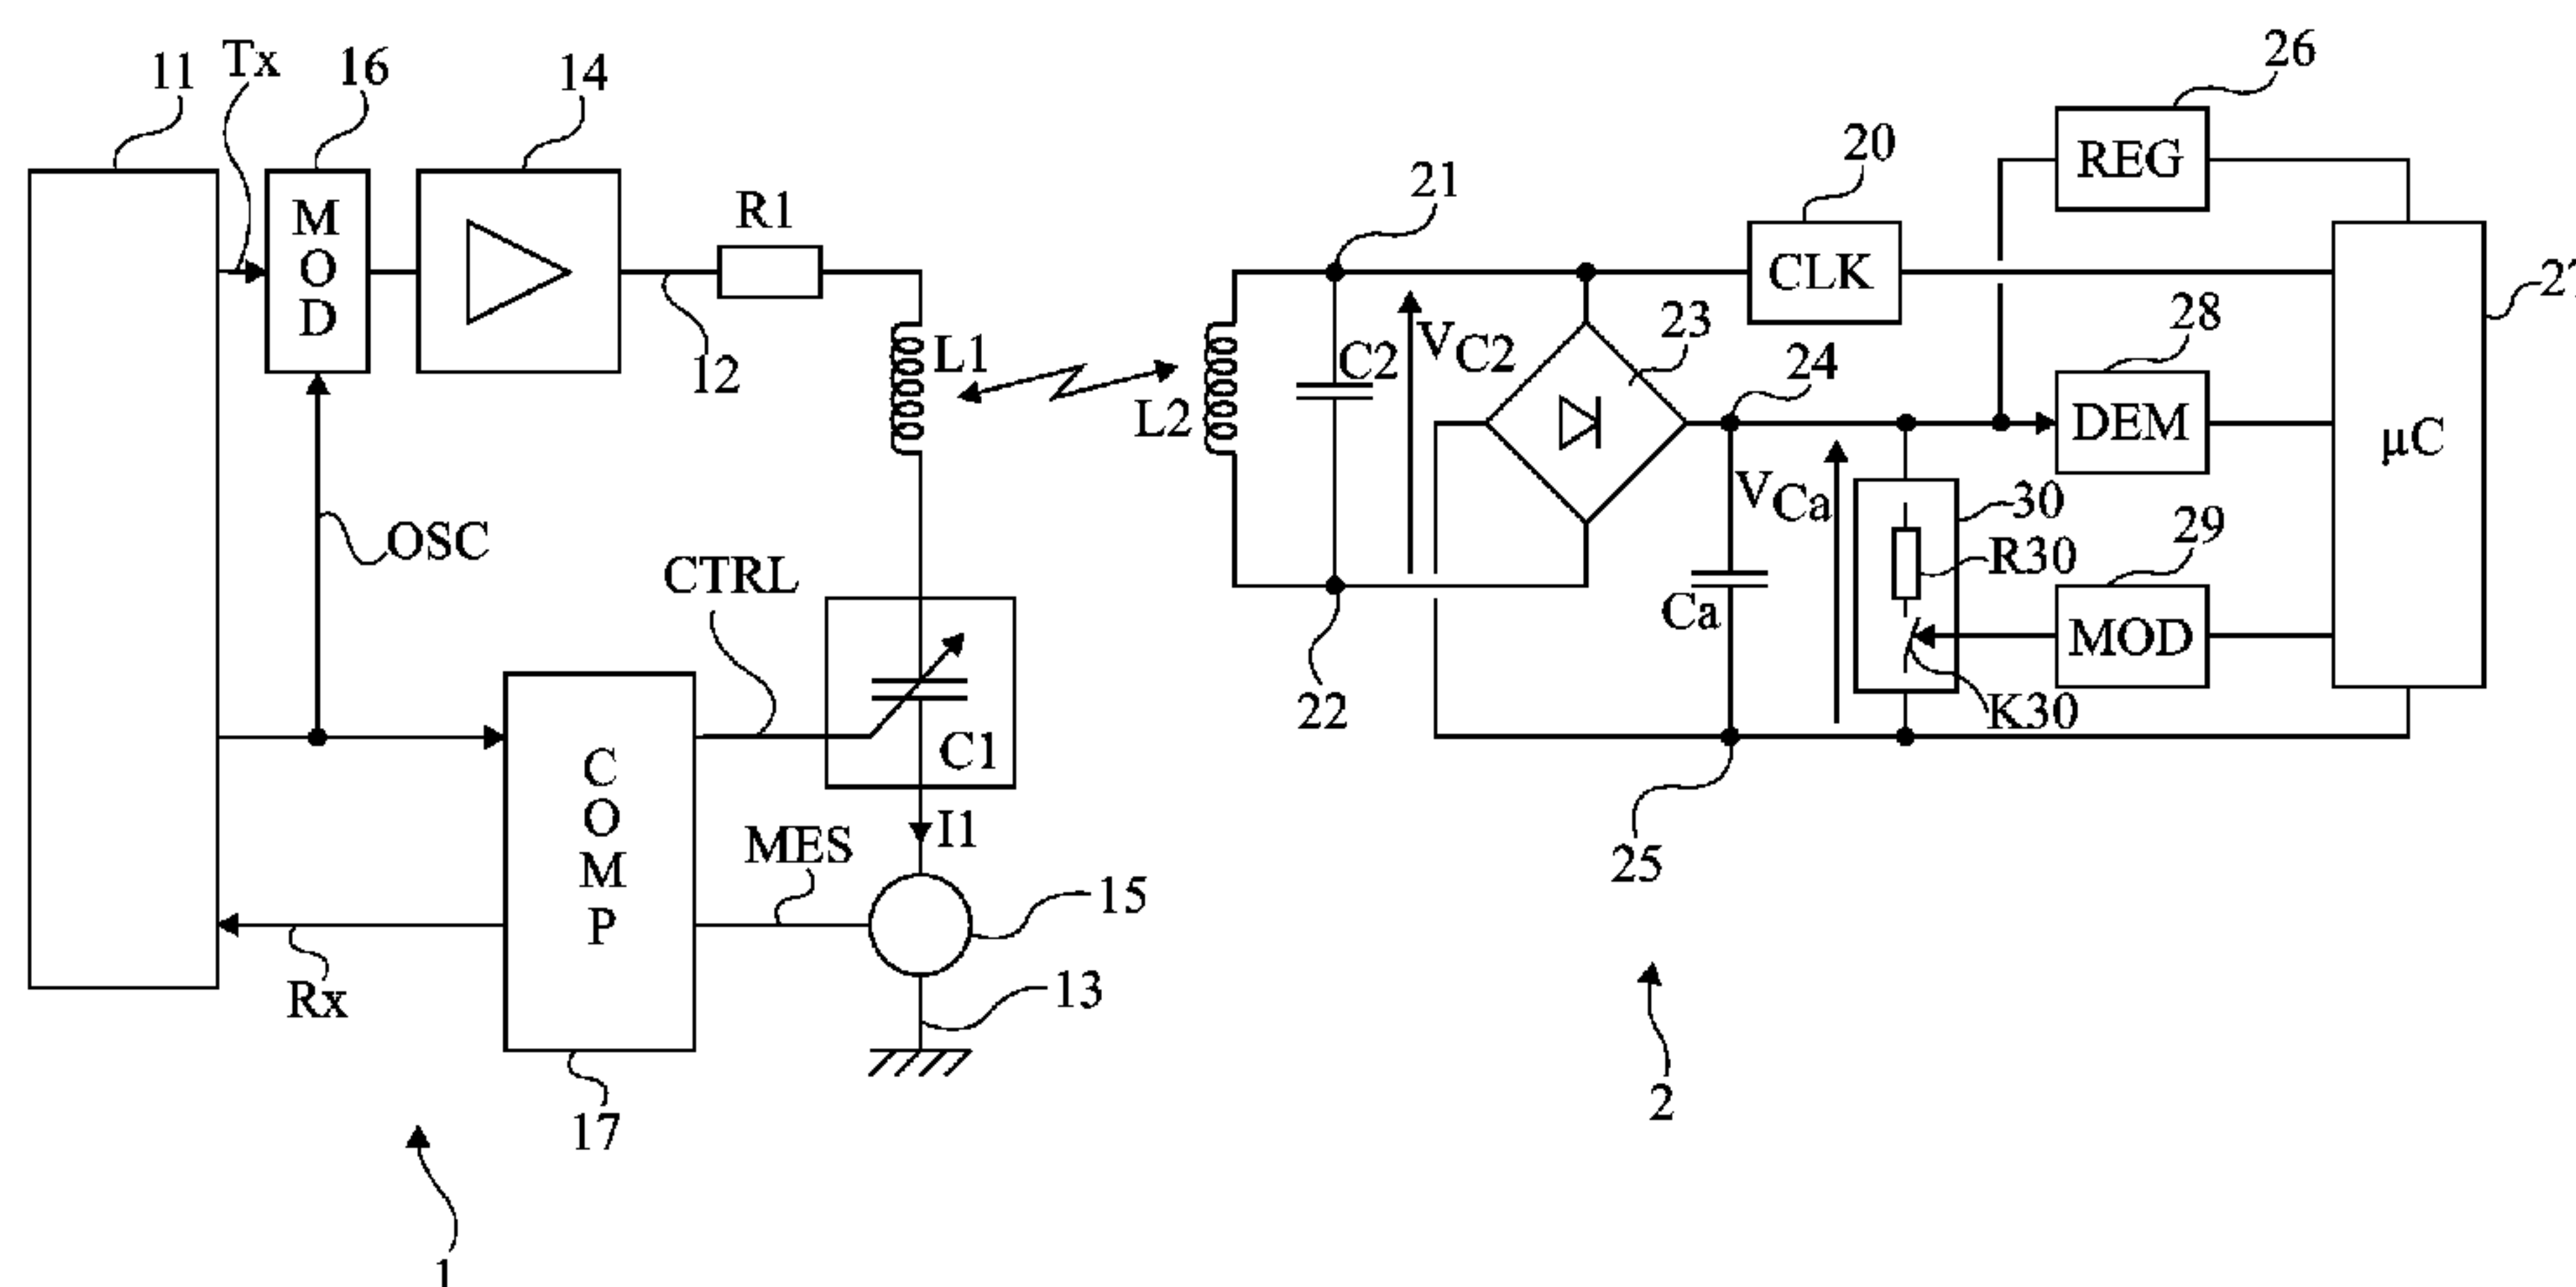 11
Tx
16
14
MOD
R1
12
L1
OSC
CTRL
C1
COMP
I1
MES
15
13
Rx
17
1
L2
21
C2
VC2
22
23
24
20
CLK
26
REG
28
DEM
27
µC
VCa
Ca
30
R30
29
MOD
K30
25
2